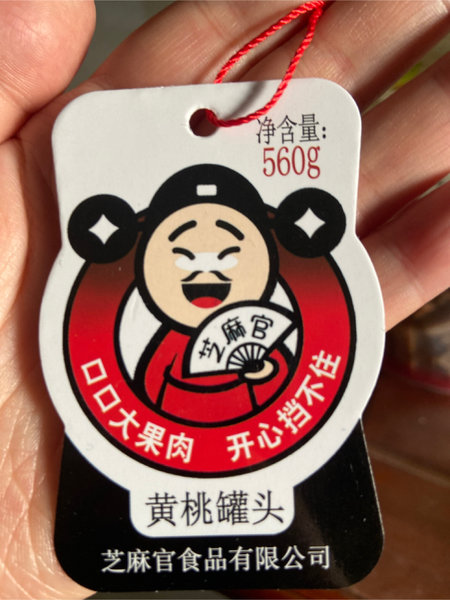 净含量:
560g
芝麻官
口口大果肉 开心挡不住
黄桃罐头
芝麻官食品有限公司